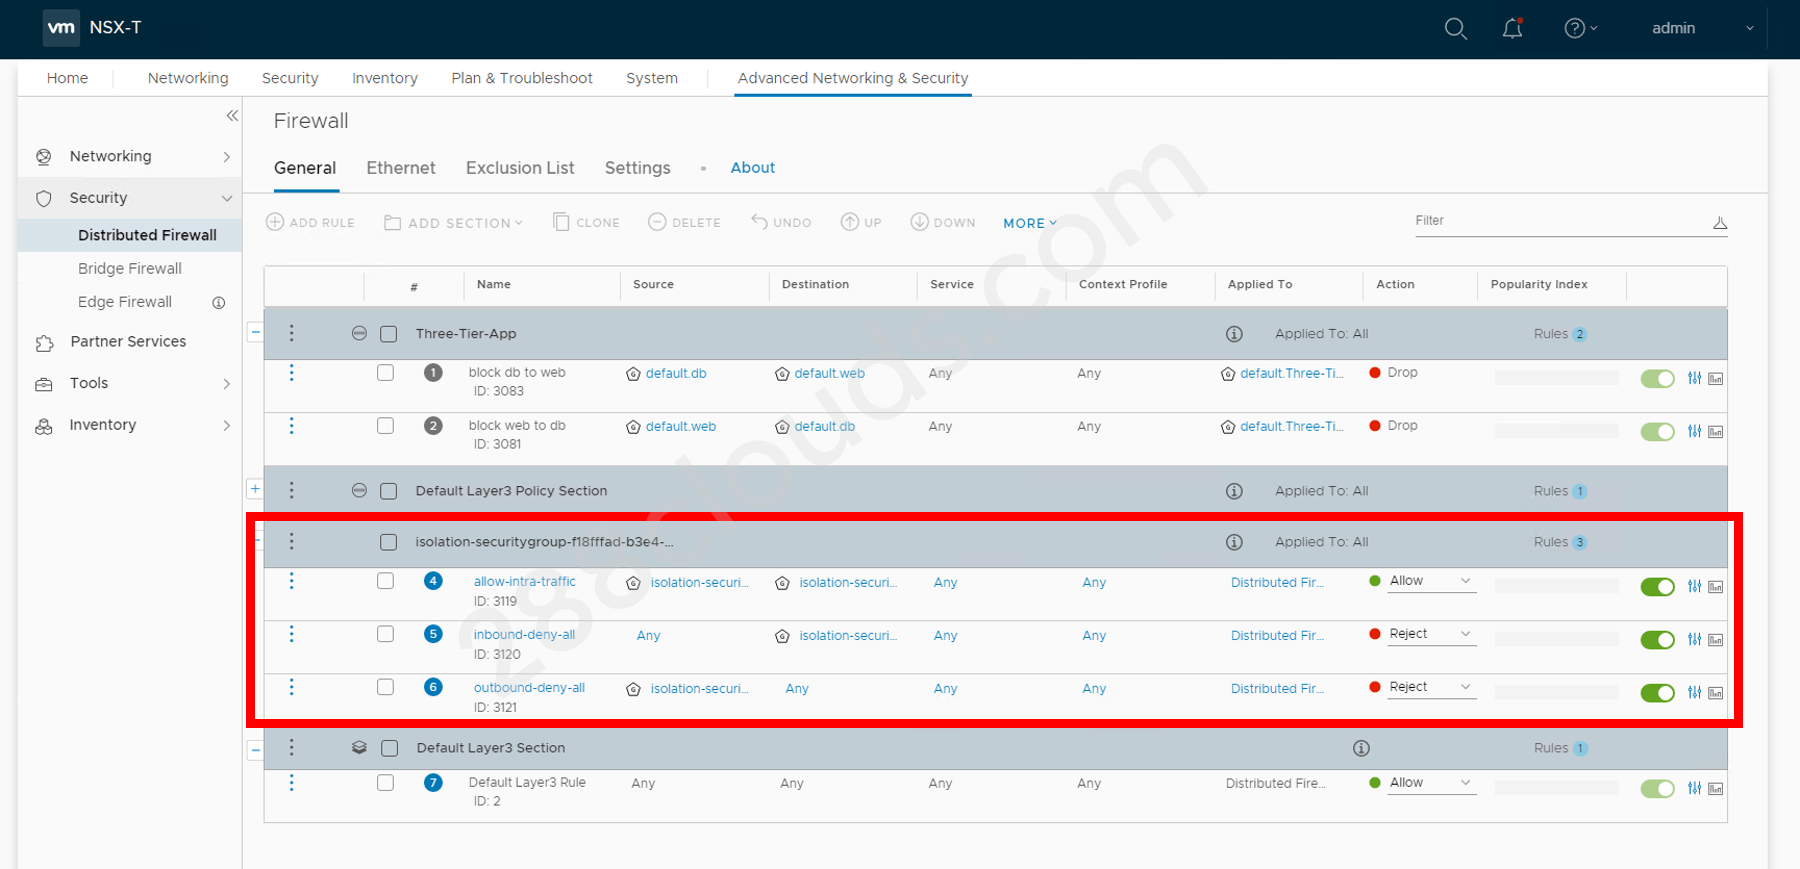 vm NSX-T admin
Home Networking Security Inventory Plan & Troubleshoot System Advanced Networking & Security
Firewall
Networking
Security
Distributed Firewall
Bridge Firewall
Edge Firewall
Partner Services
Tools
Inventory
General Ethernet Exclusion List Settings • About
ADD RULE ADD SECTION CLONE DELETE UNDO UP DOWN MORE Filter
# Name Source Destination Service Context Profile Applied To Action Popularity Index
Three-Tier-App Applied To: All Rules 2
1 block db to web default.db default.web Any Any default.Three-Ti... Drop
ID: 3083
2 block web to db default.web default.db Any Any default.Three-Ti... Drop
ID: 3081
Default Layer3 Policy Section Applied To: All Rules 1
isolation-securitygroup-f18fffad-b3e4-... Applied To: All Rules 3
4 allow-intra-traffic isolation-securi... isolation-securi... Any Any Distributed Fir... Allow
ID: 3119
5 inbound-deny-all Any isolation-securi... Any Any Distributed Fir... Reject
ID: 3120
6 outbound-deny-all isolation-securi... Any Any Any Distributed Fir... Reject
ID: 3121
Default Layer3 Section Rules 1
7 Default Layer3 Rule Any Any Any Any Distributed Fire... Allow
ID: 2
288clouds.com